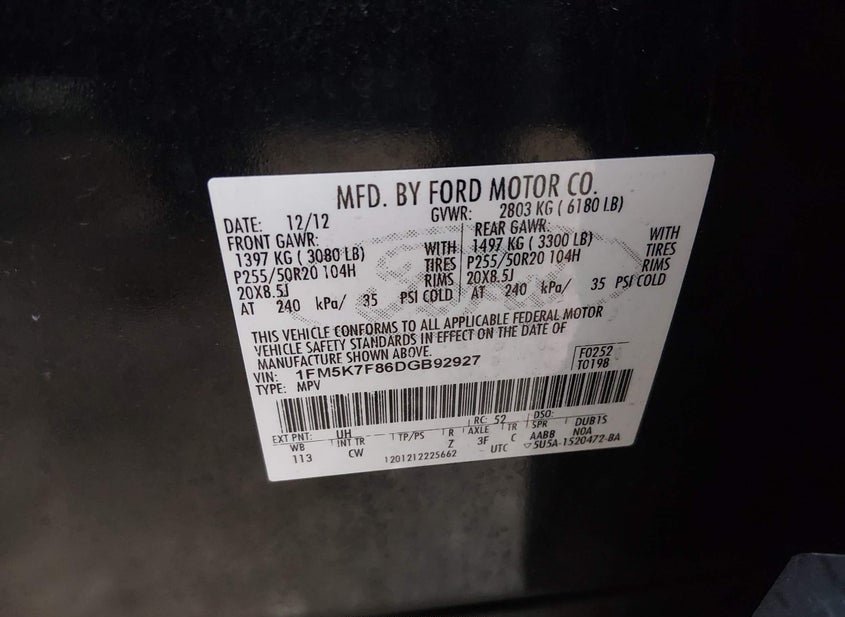 MFD. BY FORD MOTOR CO.
DATE: 12/12 GVWR: 2803 KG ( 6180 LB)
FRONT GAWR: REAR GAWR:
1397 KG ( 3080 LB) WITH 1497 KG ( 3300 LB) WITH
P255/50R20 104H TIRES P255/50R20 104H TIRES
20X8.5J RIMS 20X8.5J RIMS
AT 240 kPa/ 35 PSI COLD AT 240 kPa/ 35 PSI COLD
THIS VEHICLE CONFORMS TO ALL APPLICABLE FEDERAL MOTOR
VEHICLE SAFETY STANDARDS IN EFFECT ON THE DATE OF
MANUFACTURE SHOWN ABOVE.
VIN: 1FM5K7F86DGB92927 F0252
TYPE: MPV T0198
EXT PNT: UH RC: 52 DSO:
WB INT TR TP/PS R AXLE TR SPR DUB1S
113 CW Z 3F C AABB N0A
1201212225662 UTC 5U5A-1520472-BA